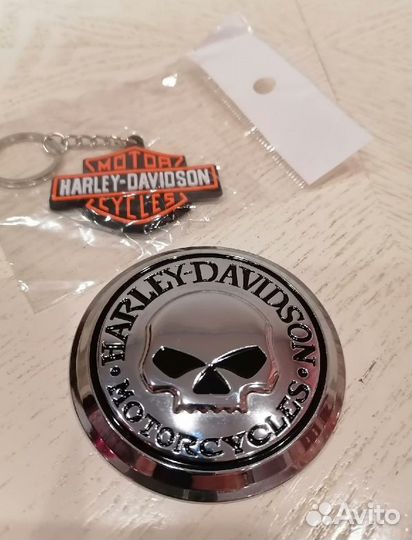 MOTOR
HARLEY-DAVIDSON
CYCLES
HARLEY-DAVIDSON
• MOTORCYCLES •
Avito